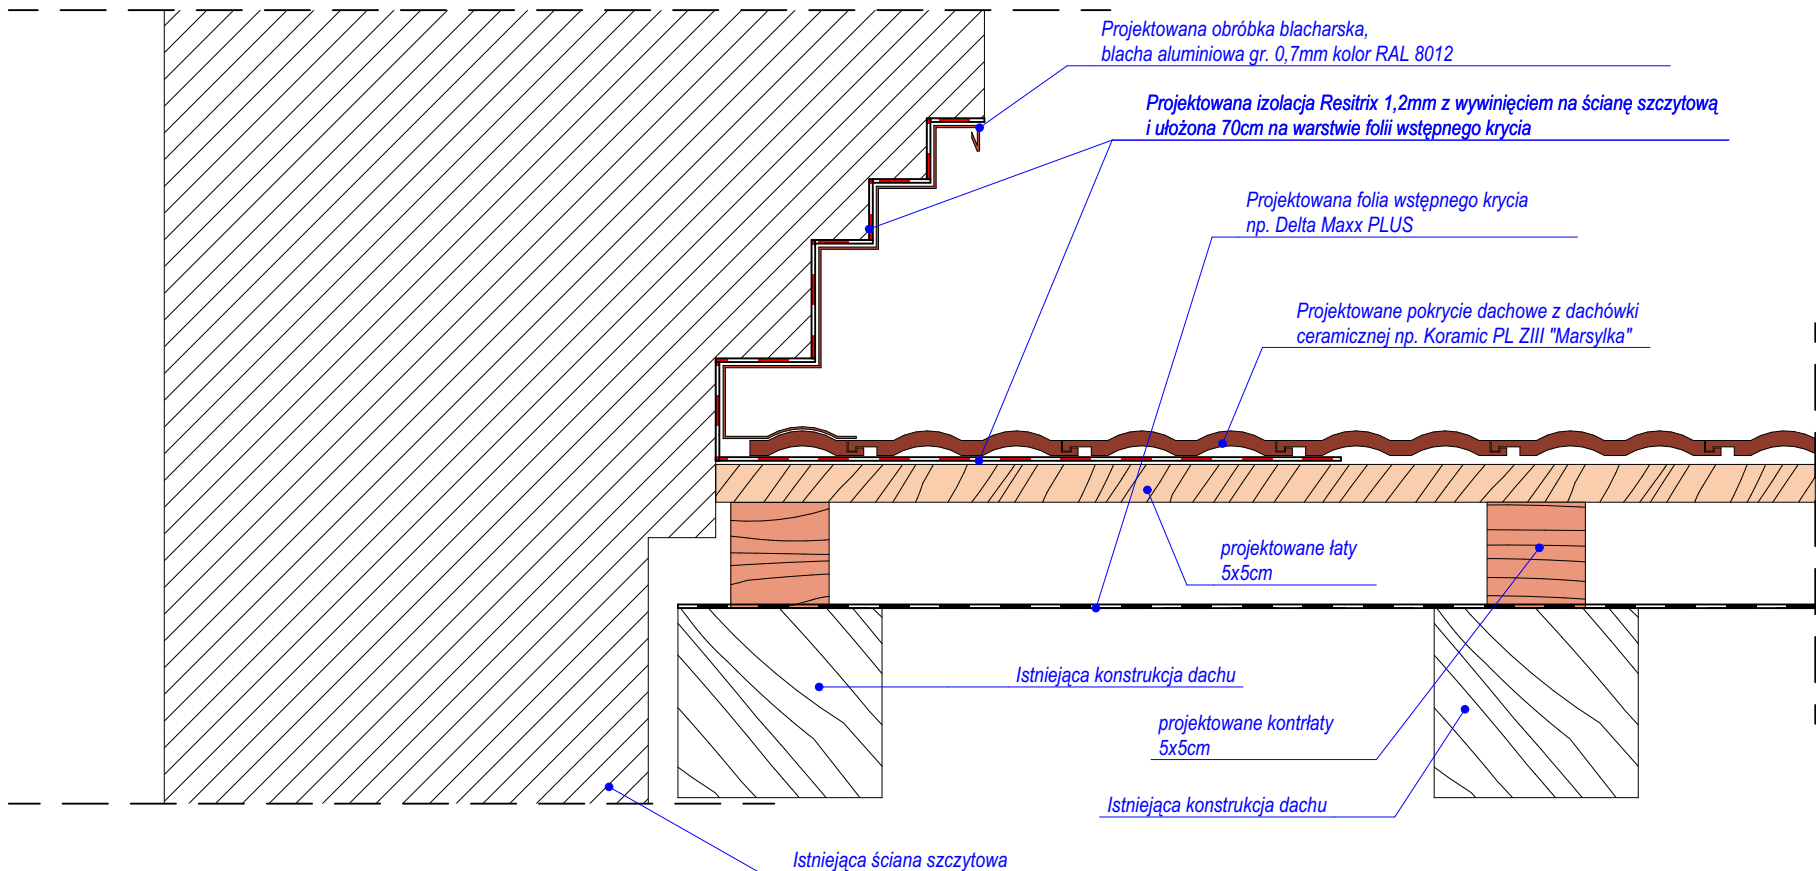 Projektowana obróbka blacharska,
blacha aluminiowa gr. 0,7mm kolor RAL 8012
Projektowana izolacja Resitrix 1,2mm z wywinięciem na ścianę szczytową
i ułożona 70cm na warstwie folii wstępnego krycia
Projektowana folia wstępnego krycia
np. Delta Maxx PLUS
Projektowane pokrycie dachowe z dachówki
ceramicznej np. Koramic PL ZIII "Marsylka"
projektowane łaty
5x5cm
Istniejąca konstrukcja dachu
projektowane kontrłaty
5x5cm
Istniejąca konstrukcja dachu
Istniejąca ściana szczytowa